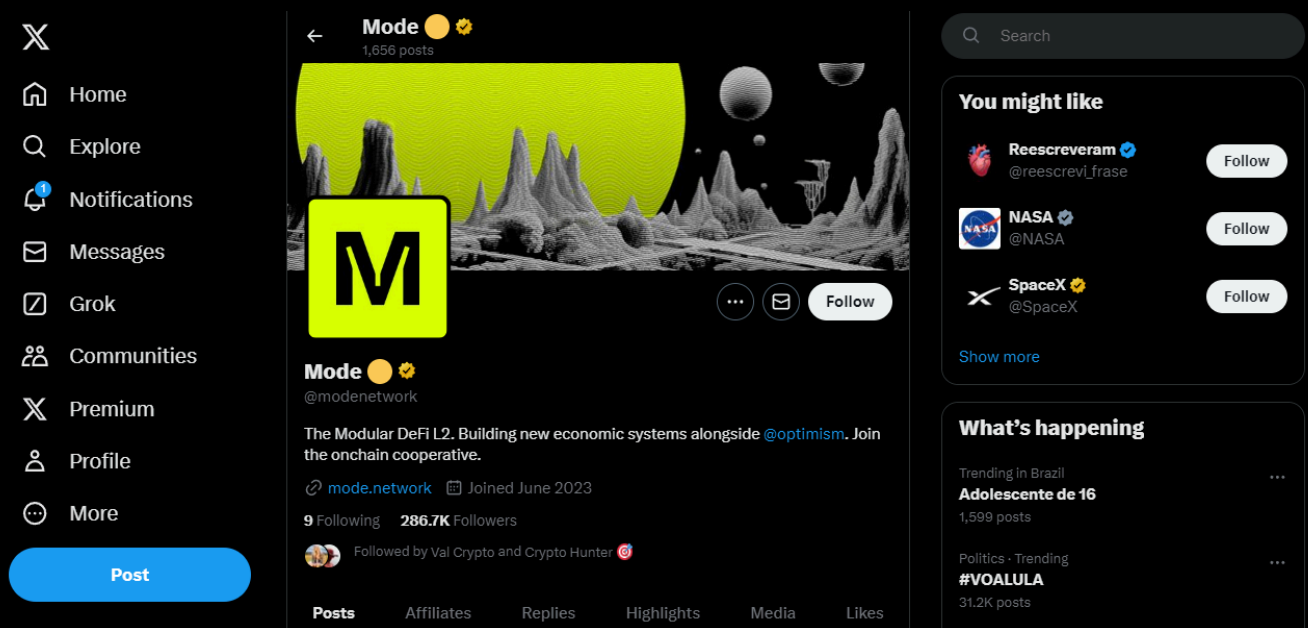 Home
Explore
1
Notifications
Messages
Grok
Communities
Premium
Profile
More
Post
Mode
1,656 posts
M
Follow
Mode
@modenetwork
The Modular DeFi L2. Building new economic systems alongside @optimism. Join
the onchain cooperative.
mode.network Joined June 2023
9 Following 286.7K Followers
Followed by Val Crypto and Crypto Hunter
Posts Affiliates Replies Highlights Media Likes
Search
You might like
Reescreveram
@reescrevi_frase
Follow
NASA
NASA
@NASA
Follow
SpaceX
@SpaceX
Follow
Show more
What's happening
Trending in Brazil
Adolescente de 16
1,599 posts
Politics · Trending
#VOALULA
31.2K posts